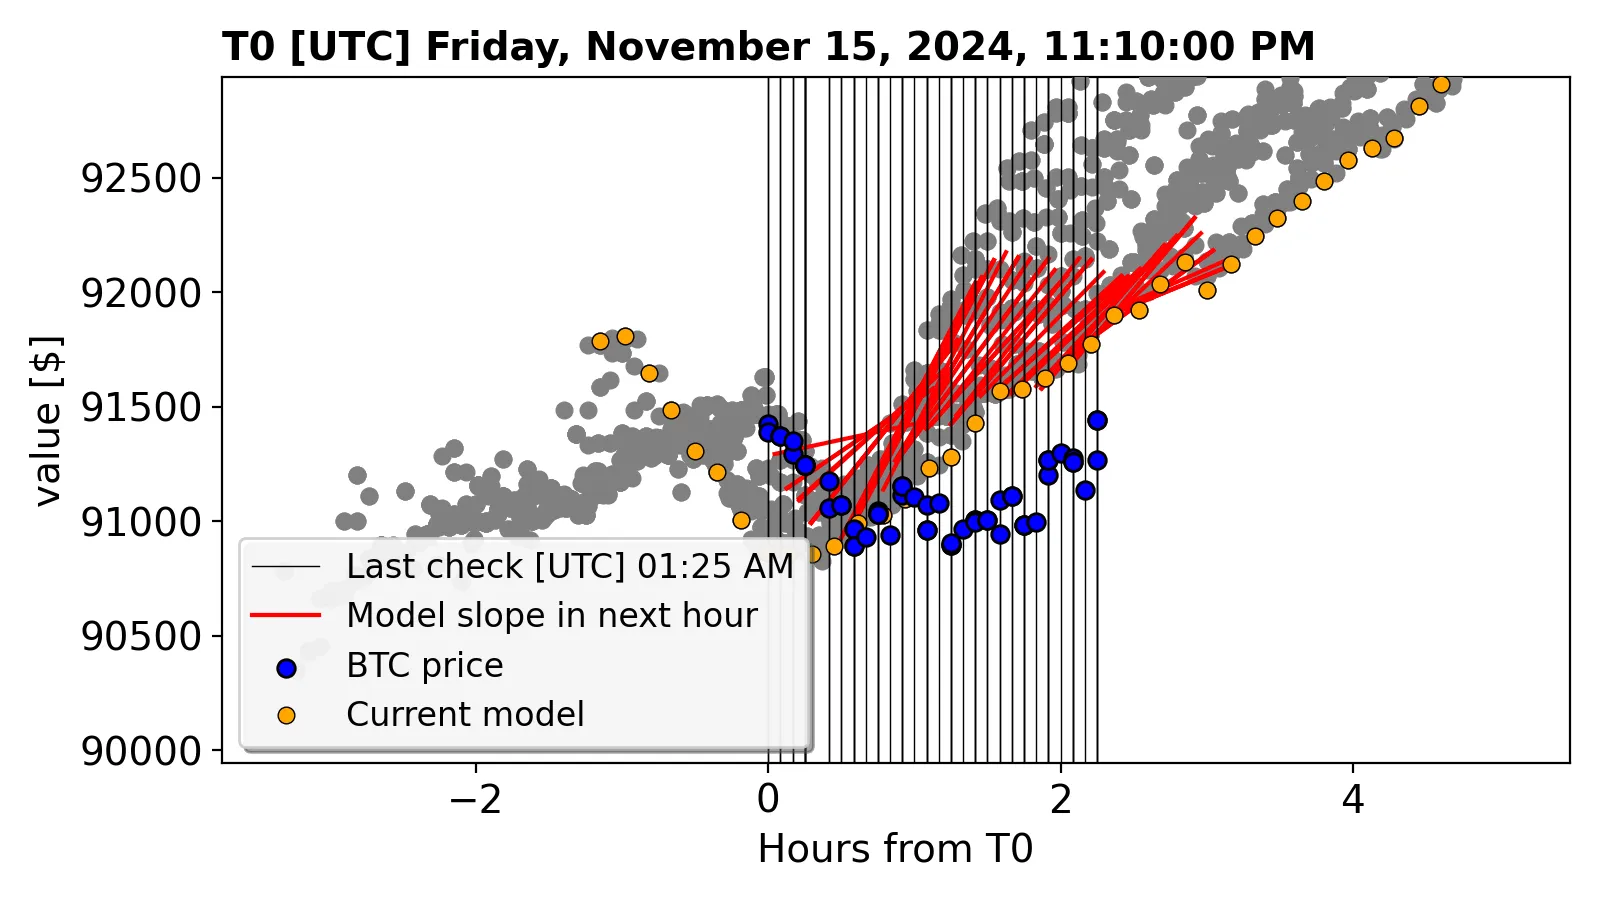 T0 [UTC] Friday, November 15, 2024, 11:10:00 PM
value [$]
92500
92000
91500
91000
90500
90000
Last check [UTC] 01:25 AM
Model slope in next hour
BTC price
Current model
−2 0 2 4
Hours from T0